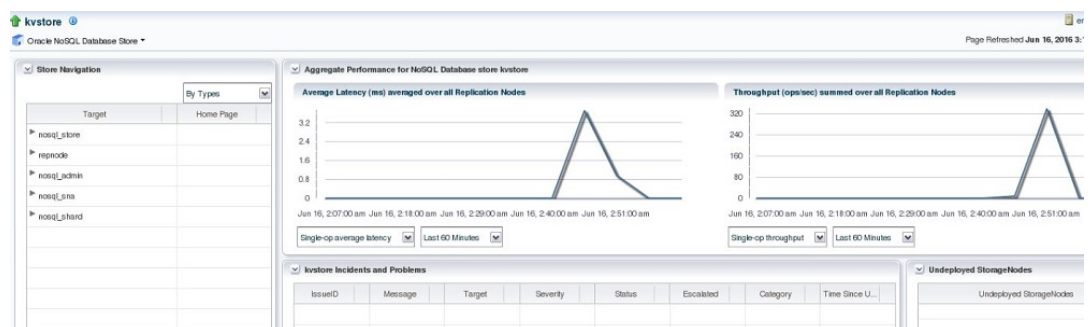 kvstore
Oracle NoSQL Database Store
Page Refreshed Jun 16, 2016
Store Navigation
By Types
Target Home Page
nosql_store
repnode
nosql_admin
nosql_sna
nosql_shard
Aggregate Performance for NoSQL Database store kvstore
Average Latency (ms) averaged over all Replication Nodes
3.2
2.4
1.6
0.8
0
Jun 16, 2:07:00 am Jun 16, 2:18:00 am Jun 16, 2:29:00 am Jun 16, 2:40:00 am Jun 16, 2:51:00 am
Single-op average latency Last 60 Minutes
Throughput (ops/sec) summed over all Replication Nodes
320
240
160
80
0
Jun 16, 2:07:00 am Jun 16, 2:18:00 am Jun 16, 2:29:00 am Jun 16, 2:40:00 am Jun 16, 2:51:00 am
Single-op throughput Last 60 Minutes
kvstore Incidents and Problems
IssueID Message Target Severity Status Escalated Category Time Since U...
Undeployed StorageNodes
Undeployed StorageNodes